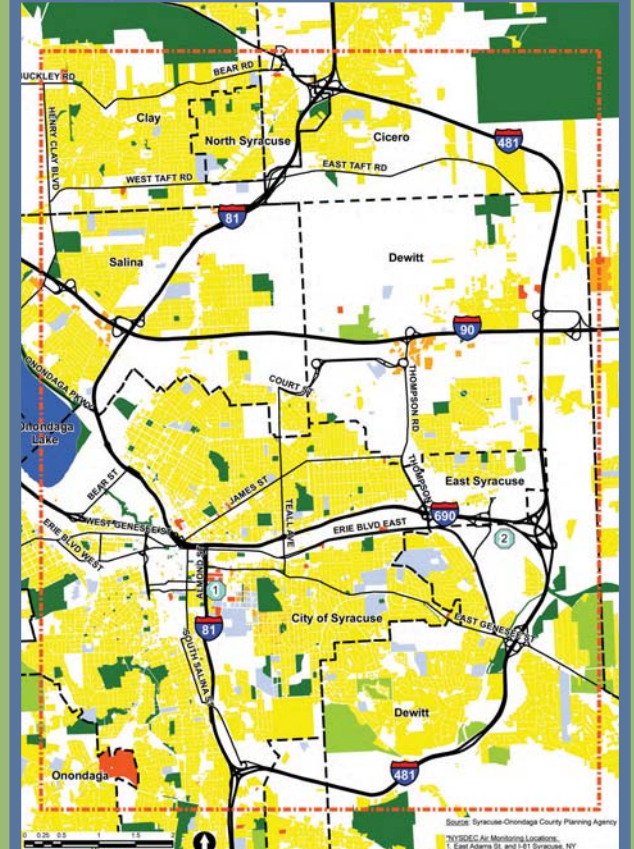 BUCKLEY RD
BEAR RD
HENRY CLAY BLVD
Clay
North Syracuse
Cicero
481
WEST TAFT RD
EAST TAFT RD
81
Salina
Dewitt
90
ONONDAGA PKWY
COURT ST
THOMPSON RD
Onondaga
Lake
BEAR ST
JAMES ST
TEALL AVE
THOMPSON
East Syracuse
690
WEST GENESEE S
ERIE BLVD EAST
ERIE BLVD WEST
2
ALMOND S
1
City of Syracuse
EAST GENESEE ST
81
SOUTH SALINA S
Dewitt
Onondaga
481
Source: Syracuse-Onondaga County Planning Agency
0 0.25 0.5 1 1.5 2
*NYSDEC Air Monitoring Locations:
1. East Adams St. and I-81 Syracuse, NY